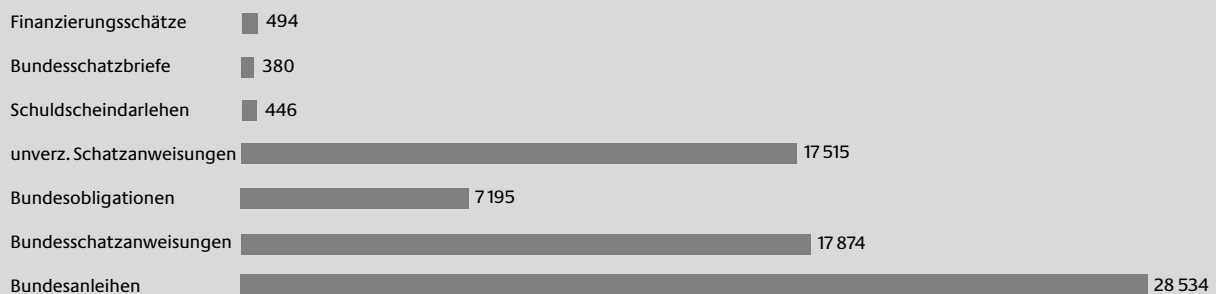 Finanzierungsschätze 494
Bundesschatzbriefe 380
Schuldscheindarlehen 446
unverz. Schatzanweisungen 17 515
Bundesobligationen 7 195
Bundesschatzanweisungen 17 874
Bundesanleihen 28 534